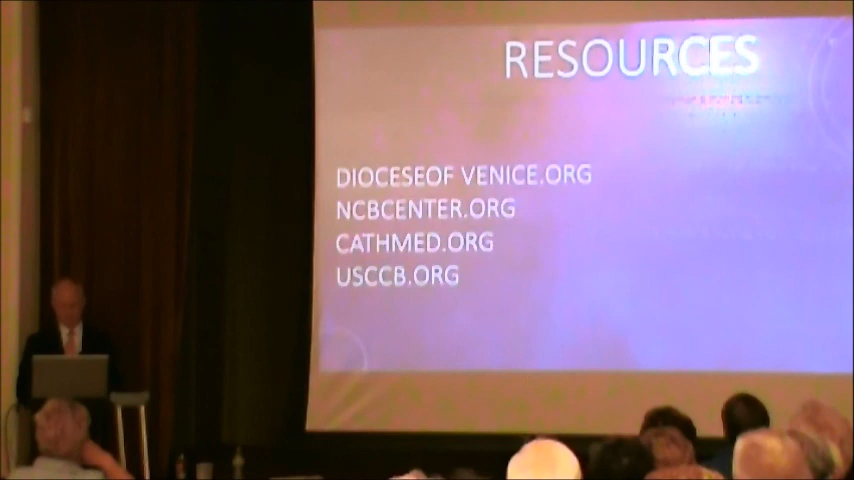 RESOURCES
DIOCESEOF VENICE.ORG
NCBCENTER.ORG
CATHMED.ORG
USCCB.ORG